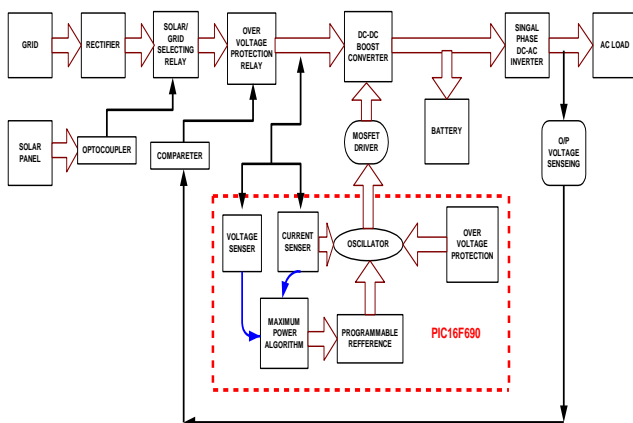 GRID
RECTIFIER
SOLAR/
GRID
SELECTING
RELAY
OVER
VOLTAGE
PROTECTION
RELAY
DC-DC
BOOST
CONVERTER
SINGAL
PHASE
DC-AC
INVERTER
AC LOAD
SOLAR
PANEL
OPTOCOUPLER
COMPARETER
MOSFET
DRIVER
BATTERY
O/P
VOLTAGE
SENSEING
VOLTAGE
SENSER
CURRENT
SENSER
OSCILLATOR
OVER
VOLTAGE
PROTECTION
MAXIMUM
POWER
ALGORITHM
PROGRAMMABLE
REFFERENCE
PIC16F690